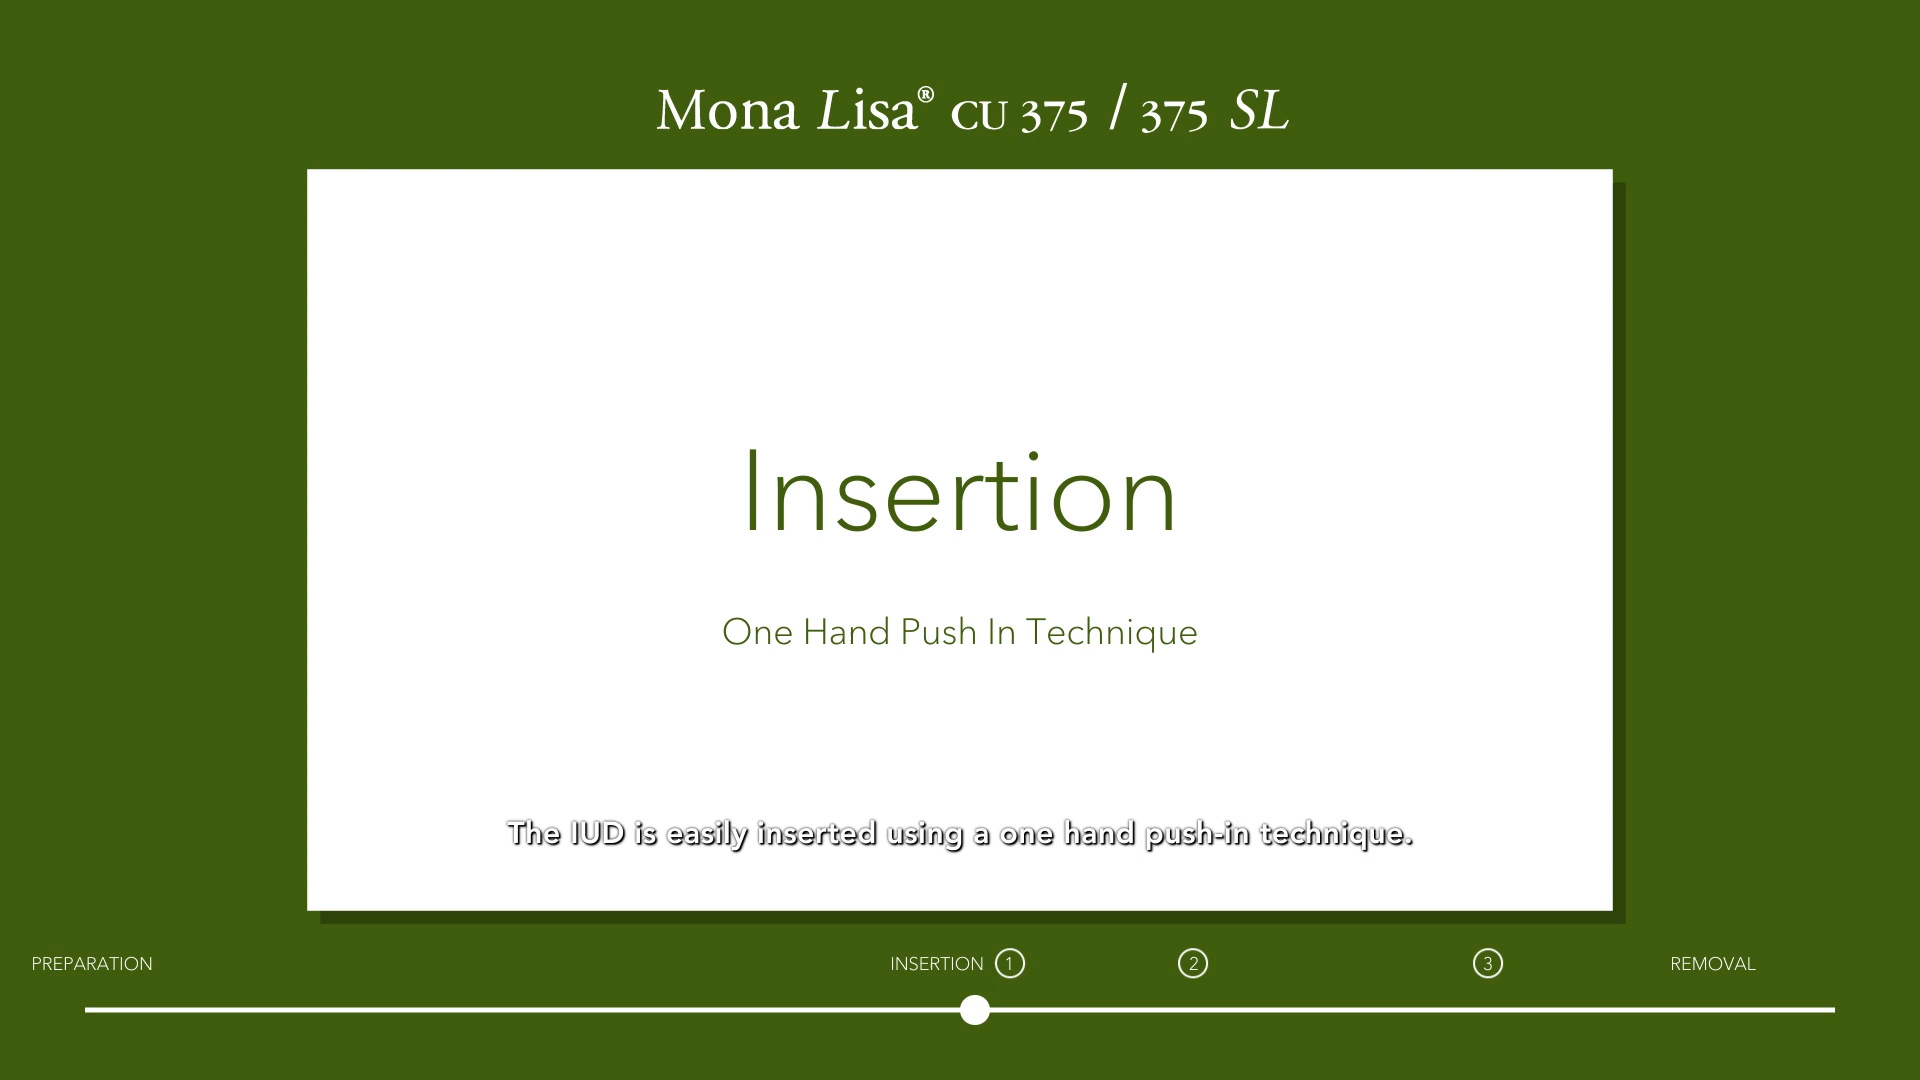 Mona Lisa® CU 375 / 375 SL
Insertion
One Hand Push In Technique
The IUD is easily inserted using a one hand push-in technique.
PREPARATION INSERTION 1 2 3 REMOVAL